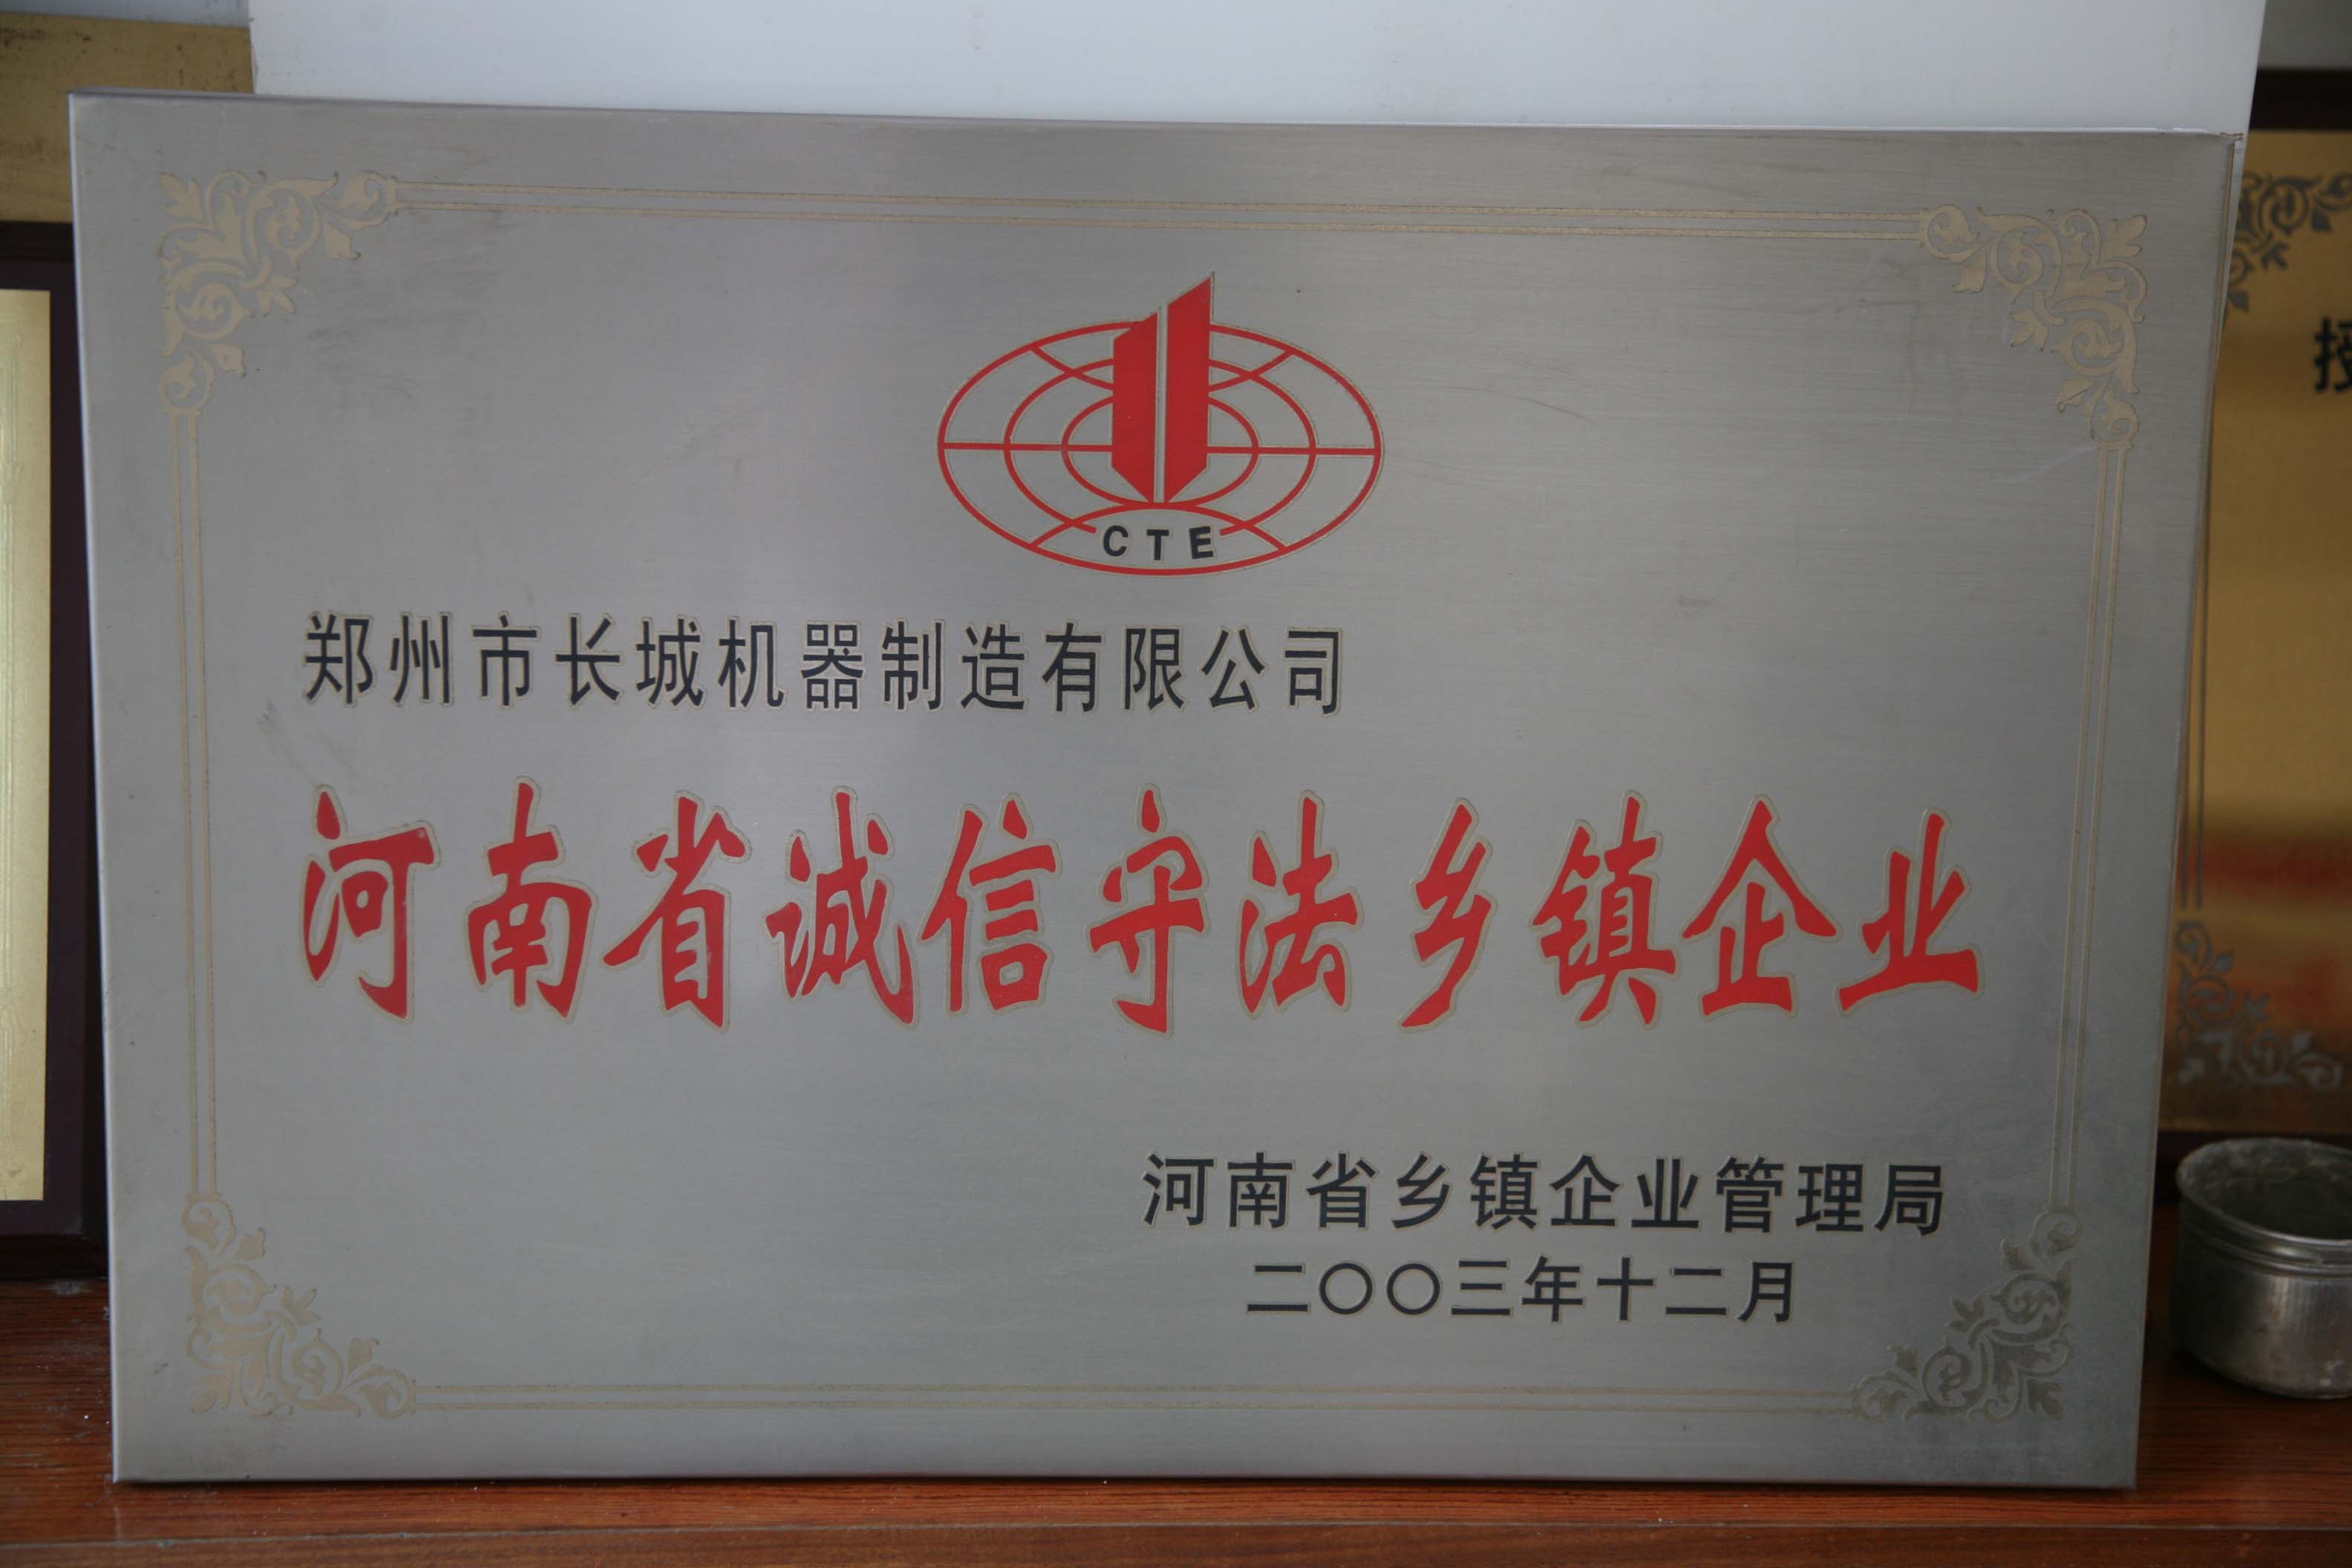 CTE
郑州市长城机器制造有限公司
河南省诚信守法乡镇企业
河南省乡镇企业管理局
二〇〇三年十二月